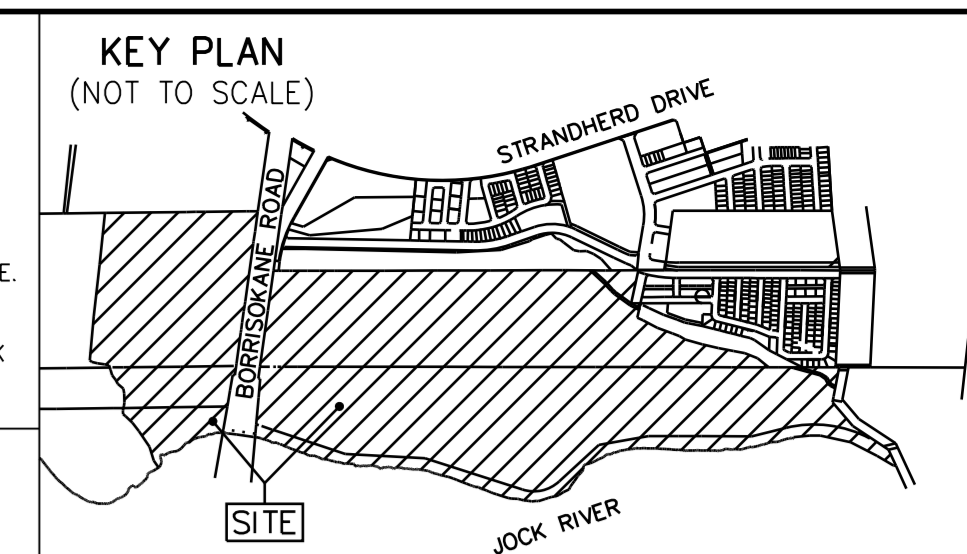 KEY PLAN
(NOT TO SCALE)
STRANDHERD DRIVE
BORRISOKANE ROAD
E.
K
SITE
JOCK RIVER